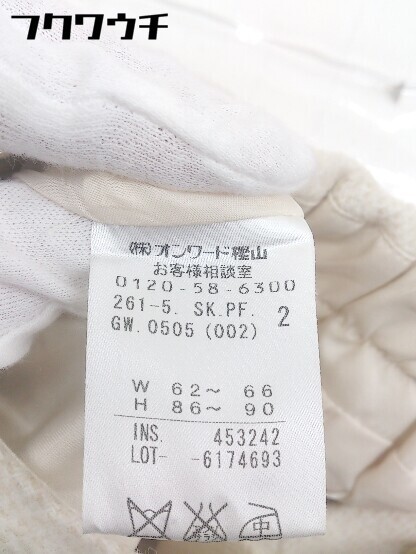 フクワウチ
㈱オンワード樫山
お客様相談室
0120-58-6300
261-5. SK.PF. 2
GW.0505(002)
W 62～ 66
H 86～ 90
INS. 453242
LOT- -6174693
中